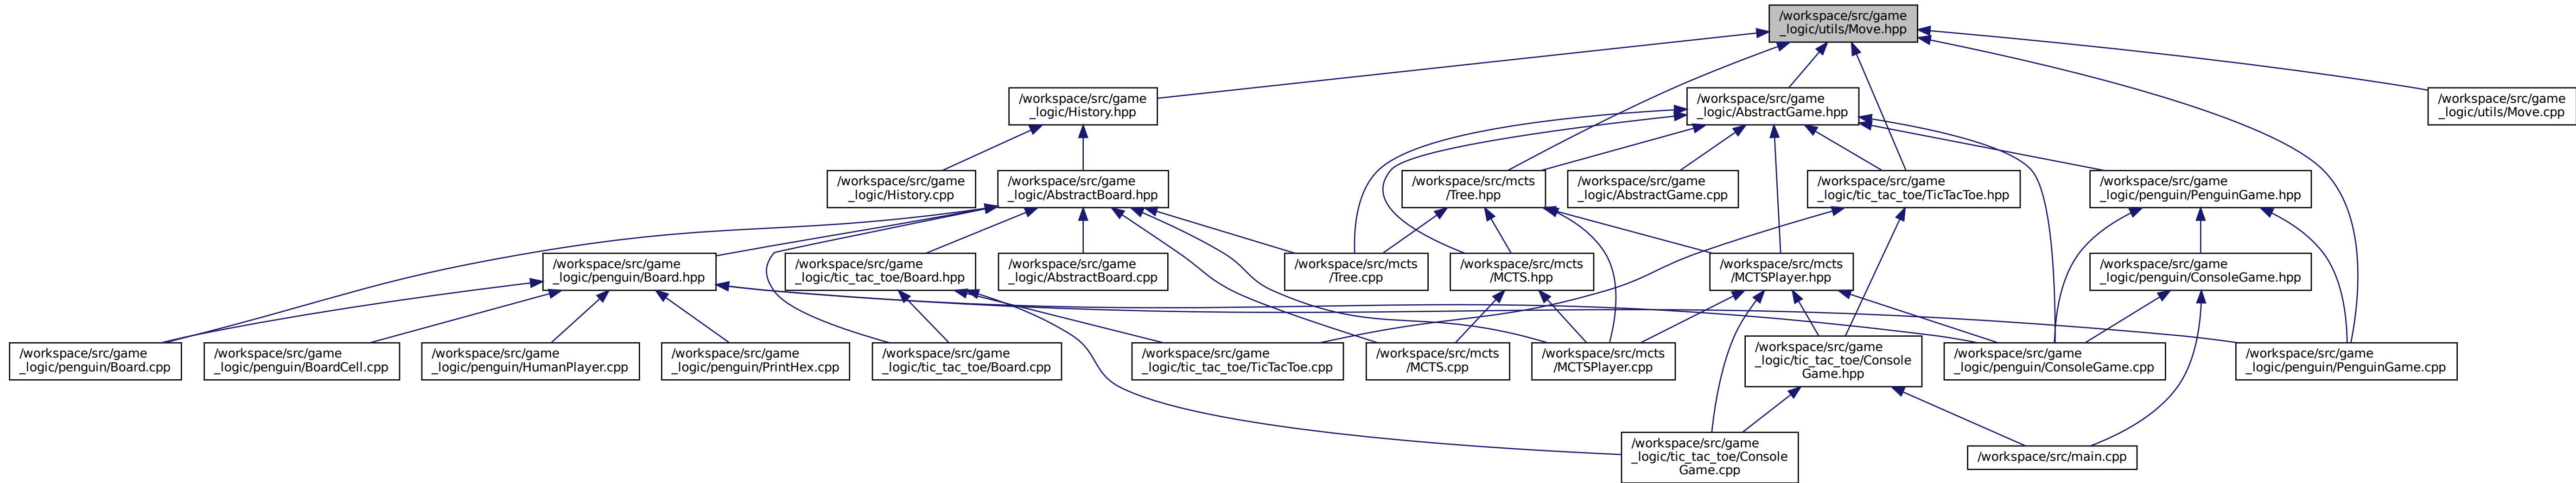 /workspace/src/game
_logic/utils/Move.hpp
/workspace/src/game
_logic/History.hpp
/workspace/src/game
_logic/AbstractGame.hpp
/workspace/src/game
_logic/utils/Move.cpp
/workspace/src/game
_logic/History.cpp
/workspace/src/game
_logic/AbstractBoard.hpp
/workspace/src/mcts
/Tree.hpp
/workspace/src/game
_logic/AbstractGame.cpp
/workspace/src/game
_logic/tic_tac_toe/TicTacToe.hpp
/workspace/src/game
_logic/penguin/PenguinGame.hpp
/workspace/src/game
_logic/penguin/Board.hpp
/workspace/src/game
_logic/tic_tac_toe/Board.hpp
/workspace/src/game
_logic/AbstractBoard.cpp
/workspace/src/mcts
/Tree.cpp
/workspace/src/mcts
/MCTS.hpp
/workspace/src/mcts
/MCTSPlayer.hpp
/workspace/src/game
_logic/penguin/ConsoleGame.hpp
/workspace/src/game
_logic/penguin/Board.cpp
/workspace/src/game
_logic/penguin/BoardCell.cpp
/workspace/src/game
_logic/penguin/HumanPlayer.cpp
/workspace/src/game
_logic/penguin/PrintHex.cpp
/workspace/src/game
_logic/tic_tac_toe/Board.cpp
/workspace/src/game
_logic/tic_tac_toe/TicTacToe.cpp
/workspace/src/mcts
/MCTS.cpp
/workspace/src/mcts
/MCTSPlayer.cpp
/workspace/src/game
_logic/tic_tac_toe/Console
Game.hpp
/workspace/src/game
_logic/penguin/ConsoleGame.cpp
/workspace/src/game
_logic/penguin/PenguinGame.cpp
/workspace/src/game
_logic/tic_tac_toe/Console
Game.cpp
/workspace/src/main.cpp